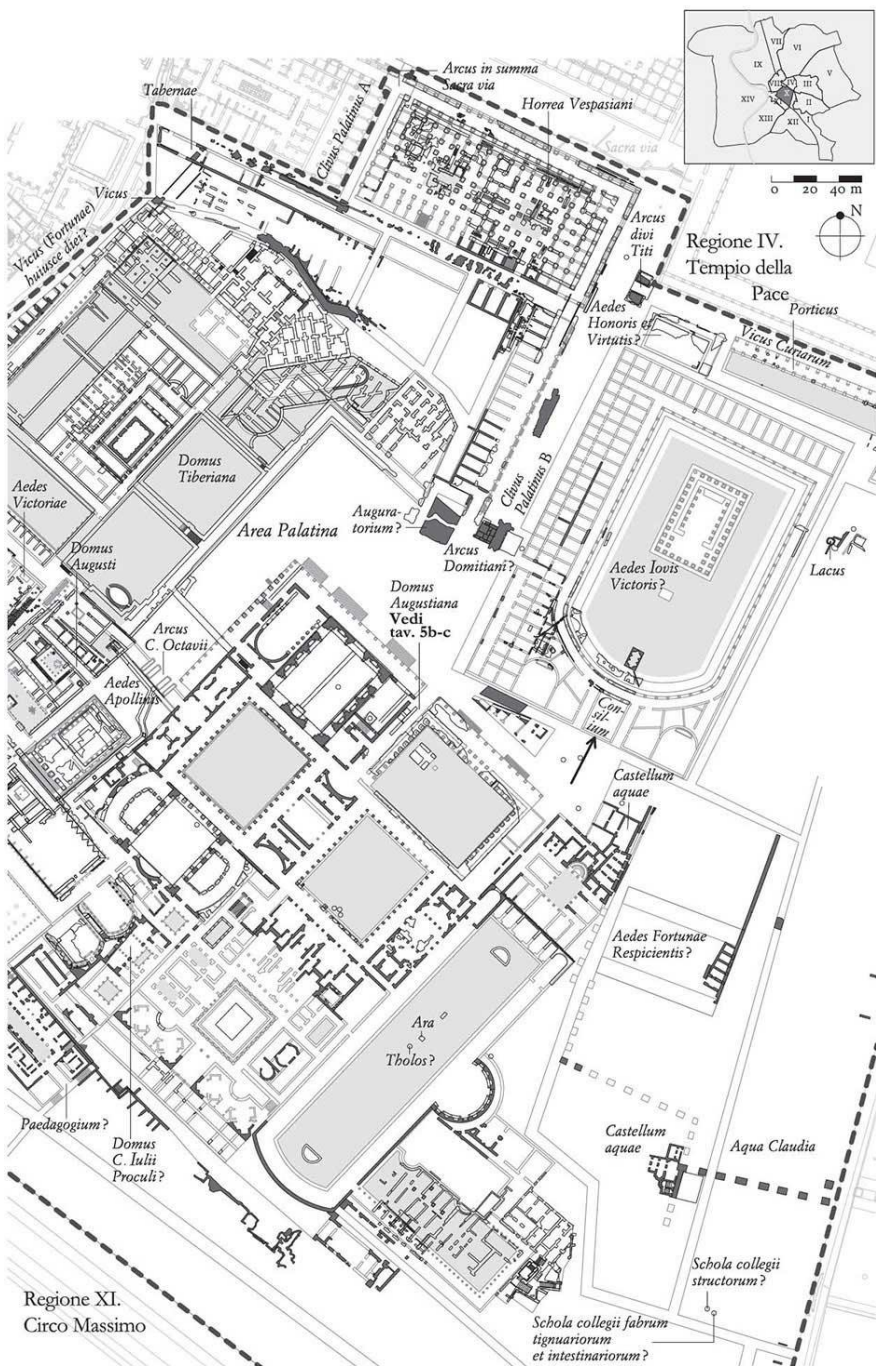 Arcus in summa
Sacra via
Tabernae
Horrea Vespasiani
Clivus Palatinus A
Sacra via
VII
VI
IX
V
VIII
IV
III
X
XIV
XI
II
I
XIII
XII
0 20 40 m
N
Vicus
Vicus (Fortunae)
huiusce diei?
Arcus
divi
Titi
Regione IV.
Tempio della
Pace
Aedes
Honoris et
Virtutis?
Porticus
Vicus Curiarum
Domus
Tiberiana
Clivus
Palatinus B
Aedes
Victoriae
Augura-
torium?
Area Palatina
Arcus
Domitiani?
Domus
Augusti
Aedes Iovis
Victoris?
Lacus
Domus
Augustiana
Vedi
tav. 5b-c
Arcus
C. Octavii
Aedes
Apollinis
Con-
sil-
ium
Castellum
aquae
Aedes Fortunae
Respicientis?
Ara
Tholos?
Paedagogium?
Domus
C. Iulii
Proculi?
Castellum
aquae
Aqua Claudia
Schola collegii
structorum?
Regione XI.
Circo Massimo
Schola collegii fabrum
tignuariorum
et intestinariorum?